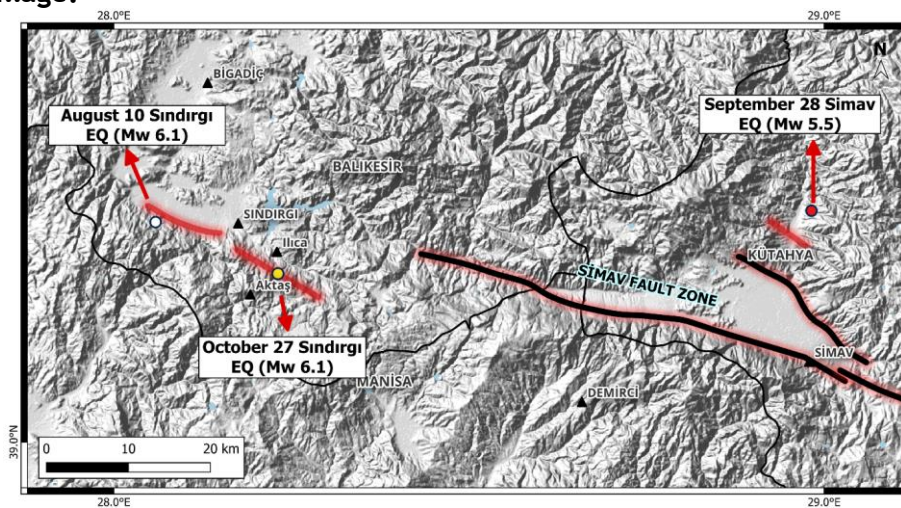 28.0°E
29.0°E
N
BİGADİÇ
August 10 Sındırgı
EQ (Mw 6.1)
September 28 Simav
EQ (Mw 5.5)
BALIKESİR
SINDIRGI
Ilıca
KÜTAHYA
Aktaş
SİMAV FAULT ZONE
October 27 Sındırgı
EQ (Mw 6.1)
SİMAV
MANİSA
DEMİRCİ
39.0°N
0 10 20 km
28.0°E
29.0°E